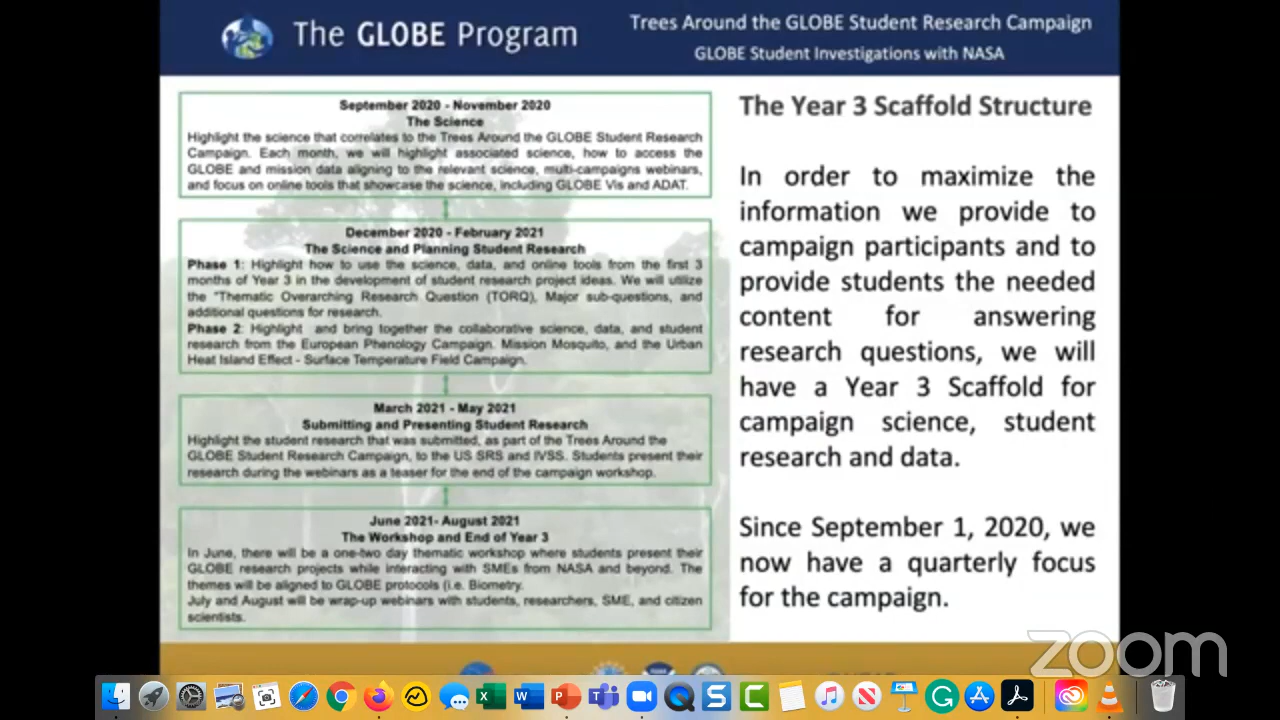 The GLOBE Program
Trees Around the GLOBE Student Research Campaign
GLOBE Student Investigations with NASA
September 2020 - November 2020
The Science
Highlight the science that correlates to the Trees Around the GLOBE Student Research
Campaign. Each month, we will highlight associated science, how to access the
GLOBE and mission data aligning to the relevant science, multi-campaigns webinars,
and focus on online tools that showcase the science, including GLOBE Vis and ADAT.
December 2020 - February 2021
The Science and Planning Student Research
Phase 1: Highlight how to use the science, data, and online tools from the first 3
months of Year 3 in the development of student research project ideas. We will utilize
the "Thematic Overarching Research Question (TORQ), Major sub-questions, and
additional questions for research.
Phase 2: Highlight and bring together the collaborative science, data, and student
research from the European Phenology Campaign. Mission Mosquito, and the Urban
Heat Island Effect - Surface Temperature Field Campaign.
March 2021 - May 2021
Submitting and Presenting Student Research
Highlight the student research that was submitted, as part of the Trees Around the
GLOBE Student Research Campaign, to the US SRS and IVSS. Students present their
research during the webinars as a teaser for the end of the campaign workshop.
June 2021- August 2021
The Workshop and End of Year 3
In June, there will be a one-two day thematic workshop where students present their
GLOBE research projects while interacting with SMEs from NASA and beyond. The
themes will be aligned to GLOBE protocols (i.e. Biometry.
July and August will be wrap-up webinars with students, researchers, SME, and citizen
scientists.
The Year 3 Scaffold Structure
In order to maximize the
information we provide to
campaign participants and to
provide students the needed
content for answering
research questions, we will
have a Year 3 Scaffold for
campaign science, student
research and data.
Since September 1, 2020, we
now have a quarterly focus
for the campaign.
zoom